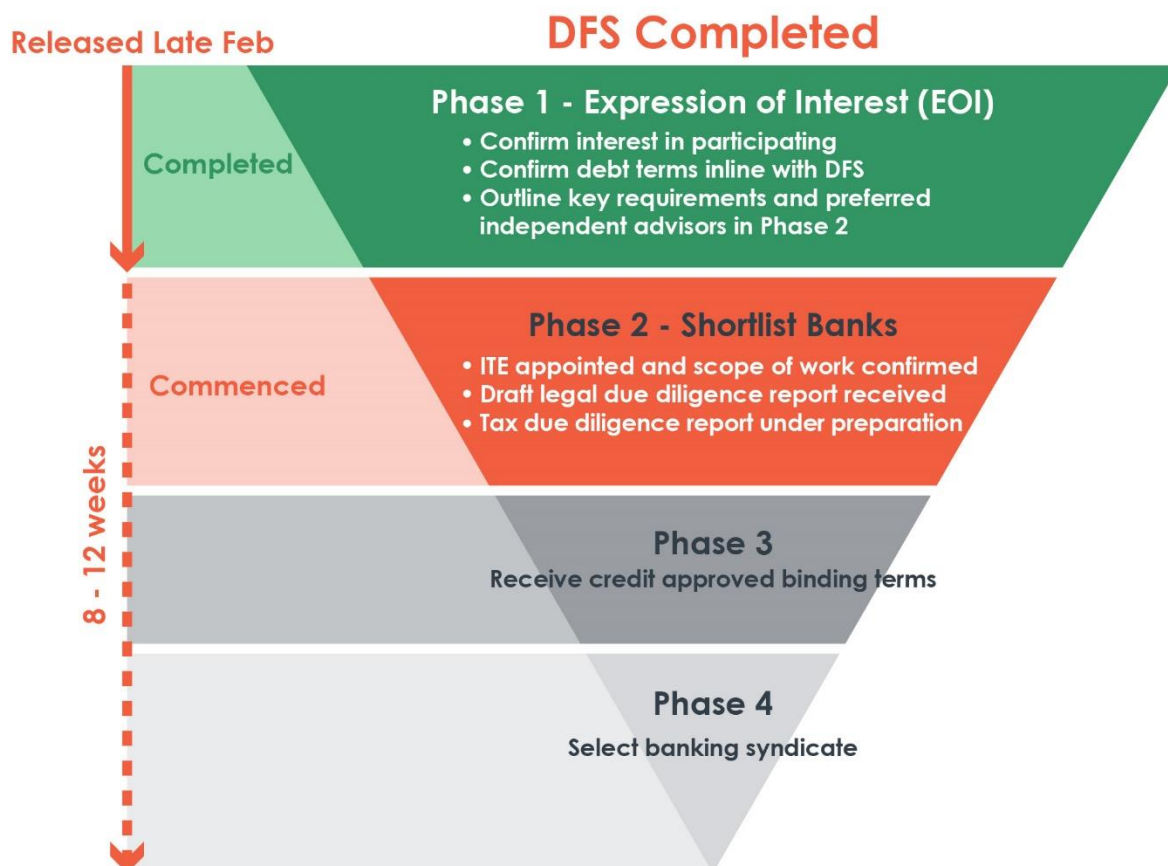 Released Late Feb
DFS Completed
Completed
Phase 1 - Expression of Interest (EOI)
• Confirm interest in participating
• Confirm debt terms inline with DFS
• Outline key requirements and preferred
independent advisors in Phase 2
Commenced
Phase 2 - Shortlist Banks
• ITE appointed and scope of work confirmed
• Draft legal due diligence report received
• Tax due diligence report under preparation
8 - 12 weeks
Phase 3
Receive credit approved binding terms
Phase 4
Select banking syndicate